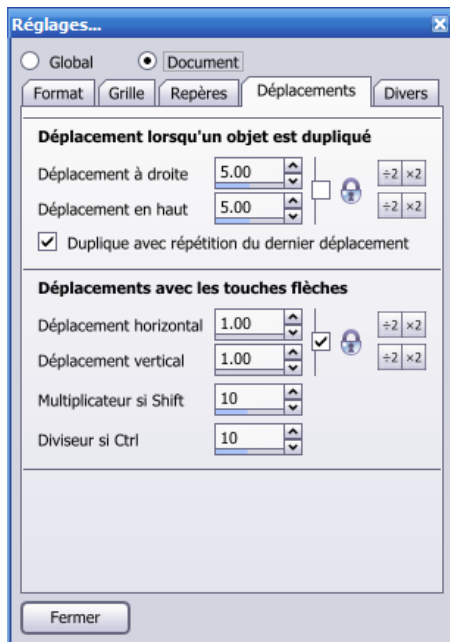 Réglages...
Global Document
Format Grille Repères Déplacements Divers
Déplacement lorsqu'un objet est dupliqué
Déplacement à droite 5.00 ÷2 ×2
Déplacement en haut 5.00 ÷2 ×2
Duplique avec répétition du dernier déplacement
Déplacements avec les touches flèches
Déplacement horizontal 1.00 ÷2 ×2
Déplacement vertical 1.00 ÷2 ×2
Multiplicateur si Shift 10
Diviseur si Ctrl 10
Fermer